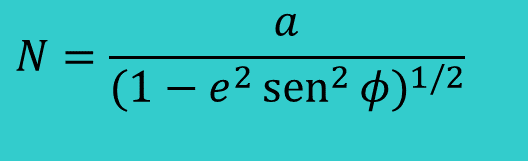 N = a / (1 − e² sen² ϕ)^{1/2}